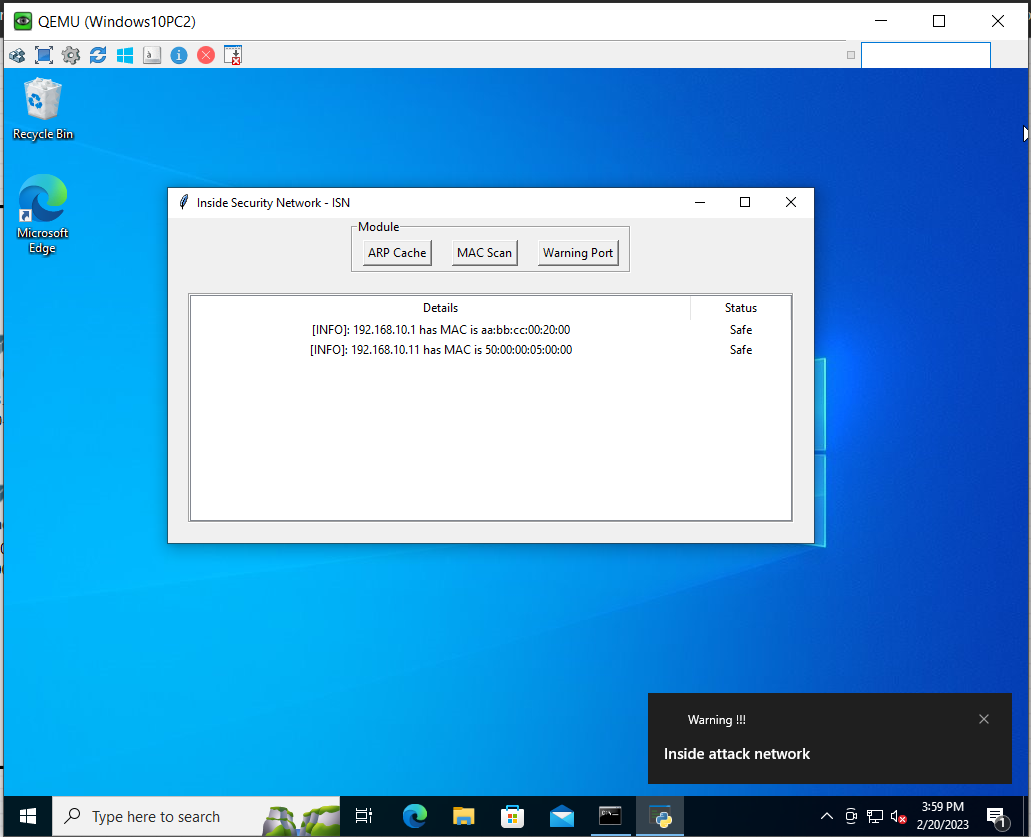 QEMU (Windows10PC2)
Recycle Bin
Microsoft
Edge
Inside Security Network - ISN
Module
ARP Cache
MAC Scan
Warning Port
Details
Status
[INFO]: 192.168.10.1 has MAC is aa:bb:cc:00:20:00
Safe
[INFO]: 192.168.10.11 has MAC is 50:00:00:05:00:00
Safe
Warning !!!
Inside attack network
Type here to search
3:59 PM
2/20/2023
1